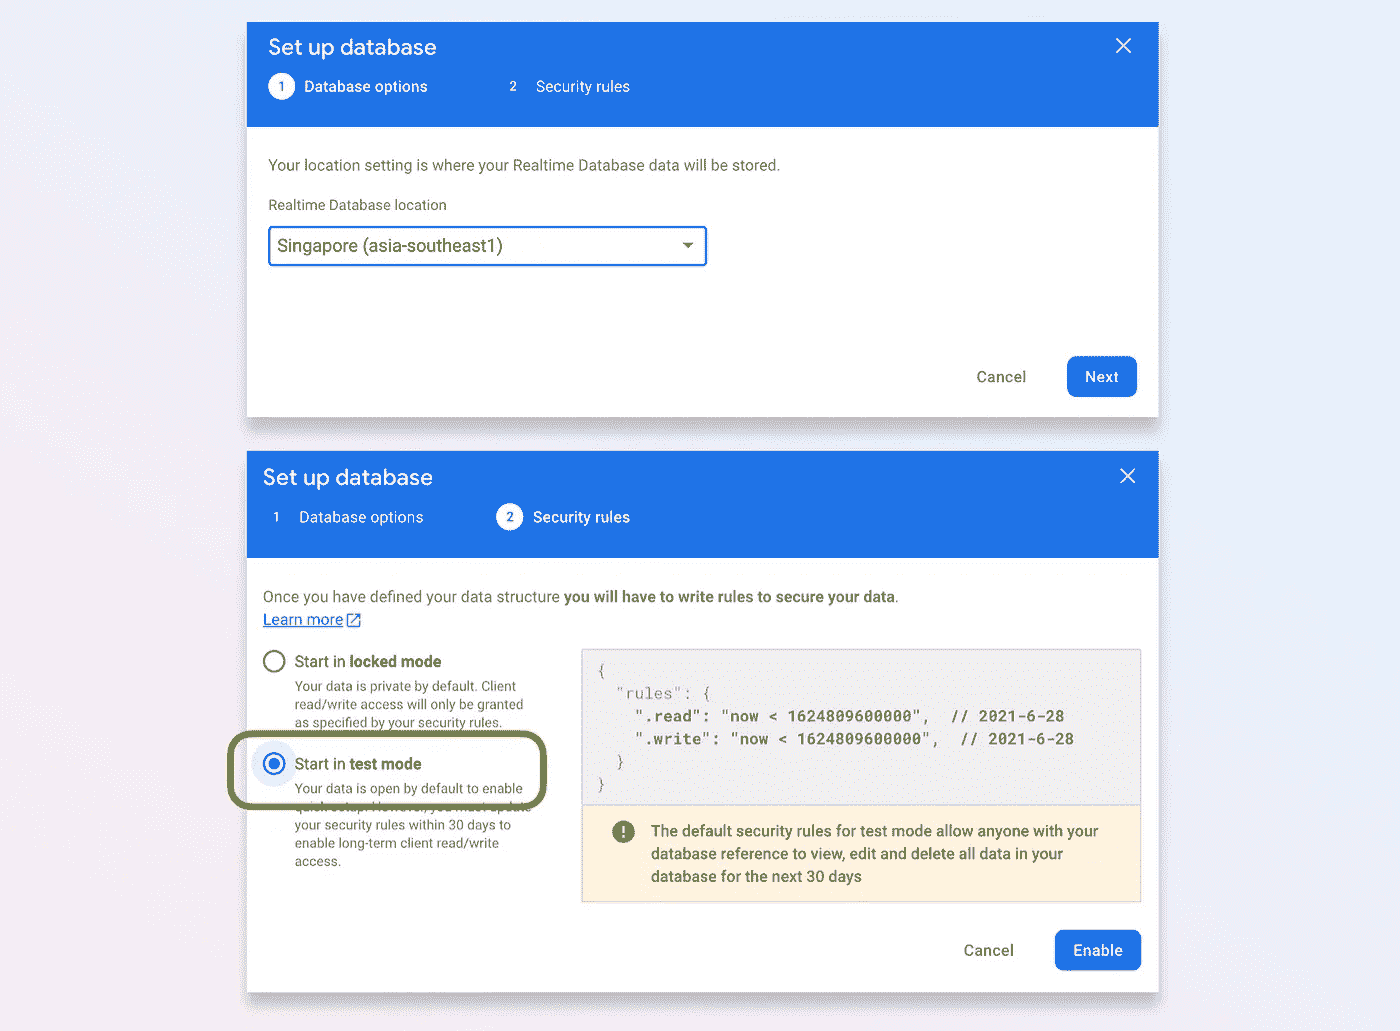 Set up database
1 Database options 2 Security rules
Your location setting is where your Realtime Database data will be stored.
Realtime Database location
Singapore (asia-southeast1)
Cancel Next
Set up database
1 Database options 2 Security rules
Once you have defined your data structure you will have to write rules to secure your data.
Learn more
Start in locked mode
Your data is private by default. Client
read/write access will only be granted
as specified by your security rules.
Start in test mode
Your data is open by default to enable
quick setup. However, you must update
your security rules within 30 days to
enable long-term client read/write
access.
{
"rules": {
".read": "now < 1624809600000", // 2021-6-28
".write": "now < 1624809600000", // 2021-6-28
}
}
! The default security rules for test mode allow anyone with your
database reference to view, edit and delete all data in your
database for the next 30 days
Cancel Enable